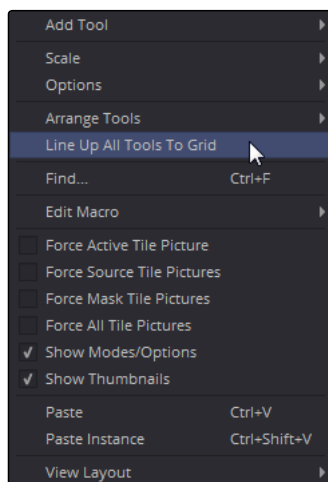 Add Tool
Scale
Options
Arrange Tools
Line Up All Tools To Grid
Find... Ctrl+F
Edit Macro
Force Active Tile Picture
Force Source Tile Pictures
Force Mask Tile Pictures
Force All Tile Pictures
Show Modes/Options
Show Thumbnails
Paste Ctrl+V
Paste Instance Ctrl+Shift+V
View Layout